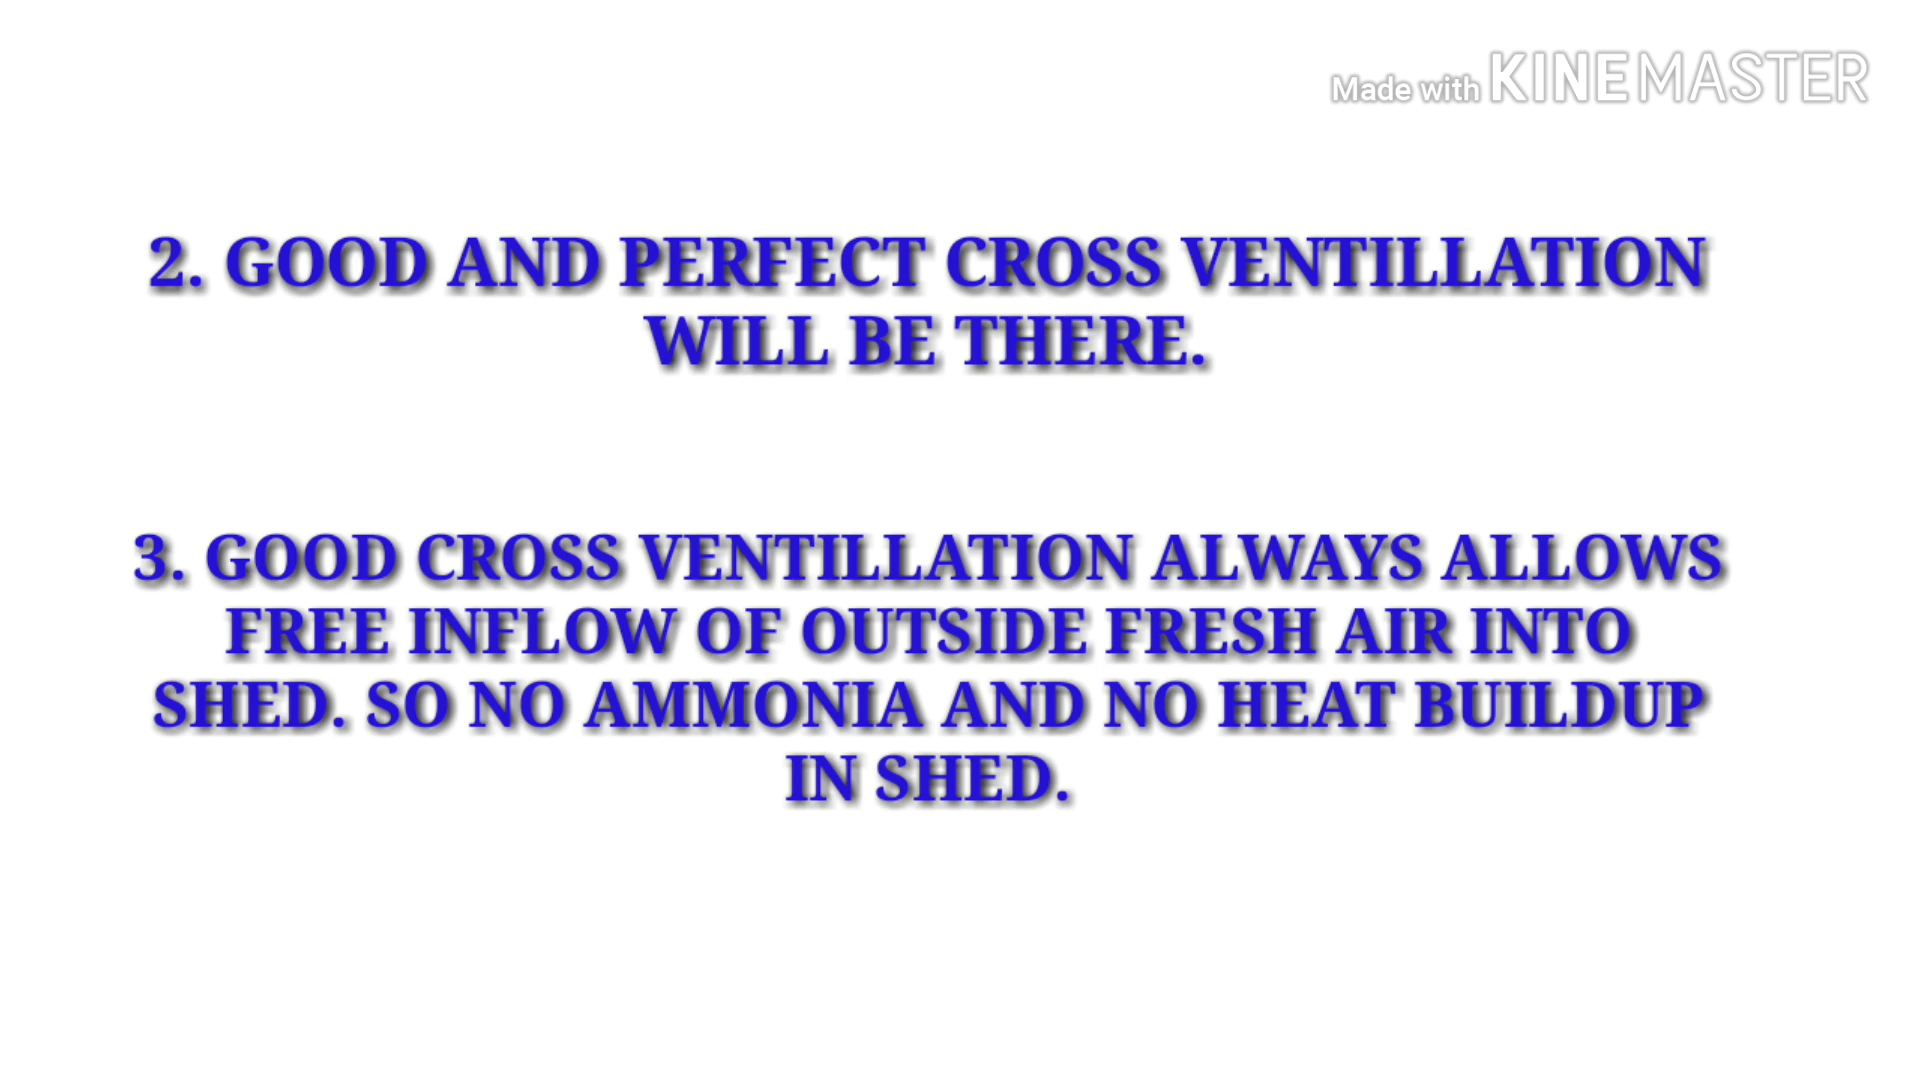 Made with KINEMASTER
2. GOOD AND PERFECT CROSS VENTILLATION
WILL BE THERE.
3. GOOD CROSS VENTILLATION ALWAYS ALLOWS
FREE INFLOW OF OUTSIDE FRESH AIR INTO
SHED. SO NO AMMONIA AND NO HEAT BUILDUP
IN SHED.